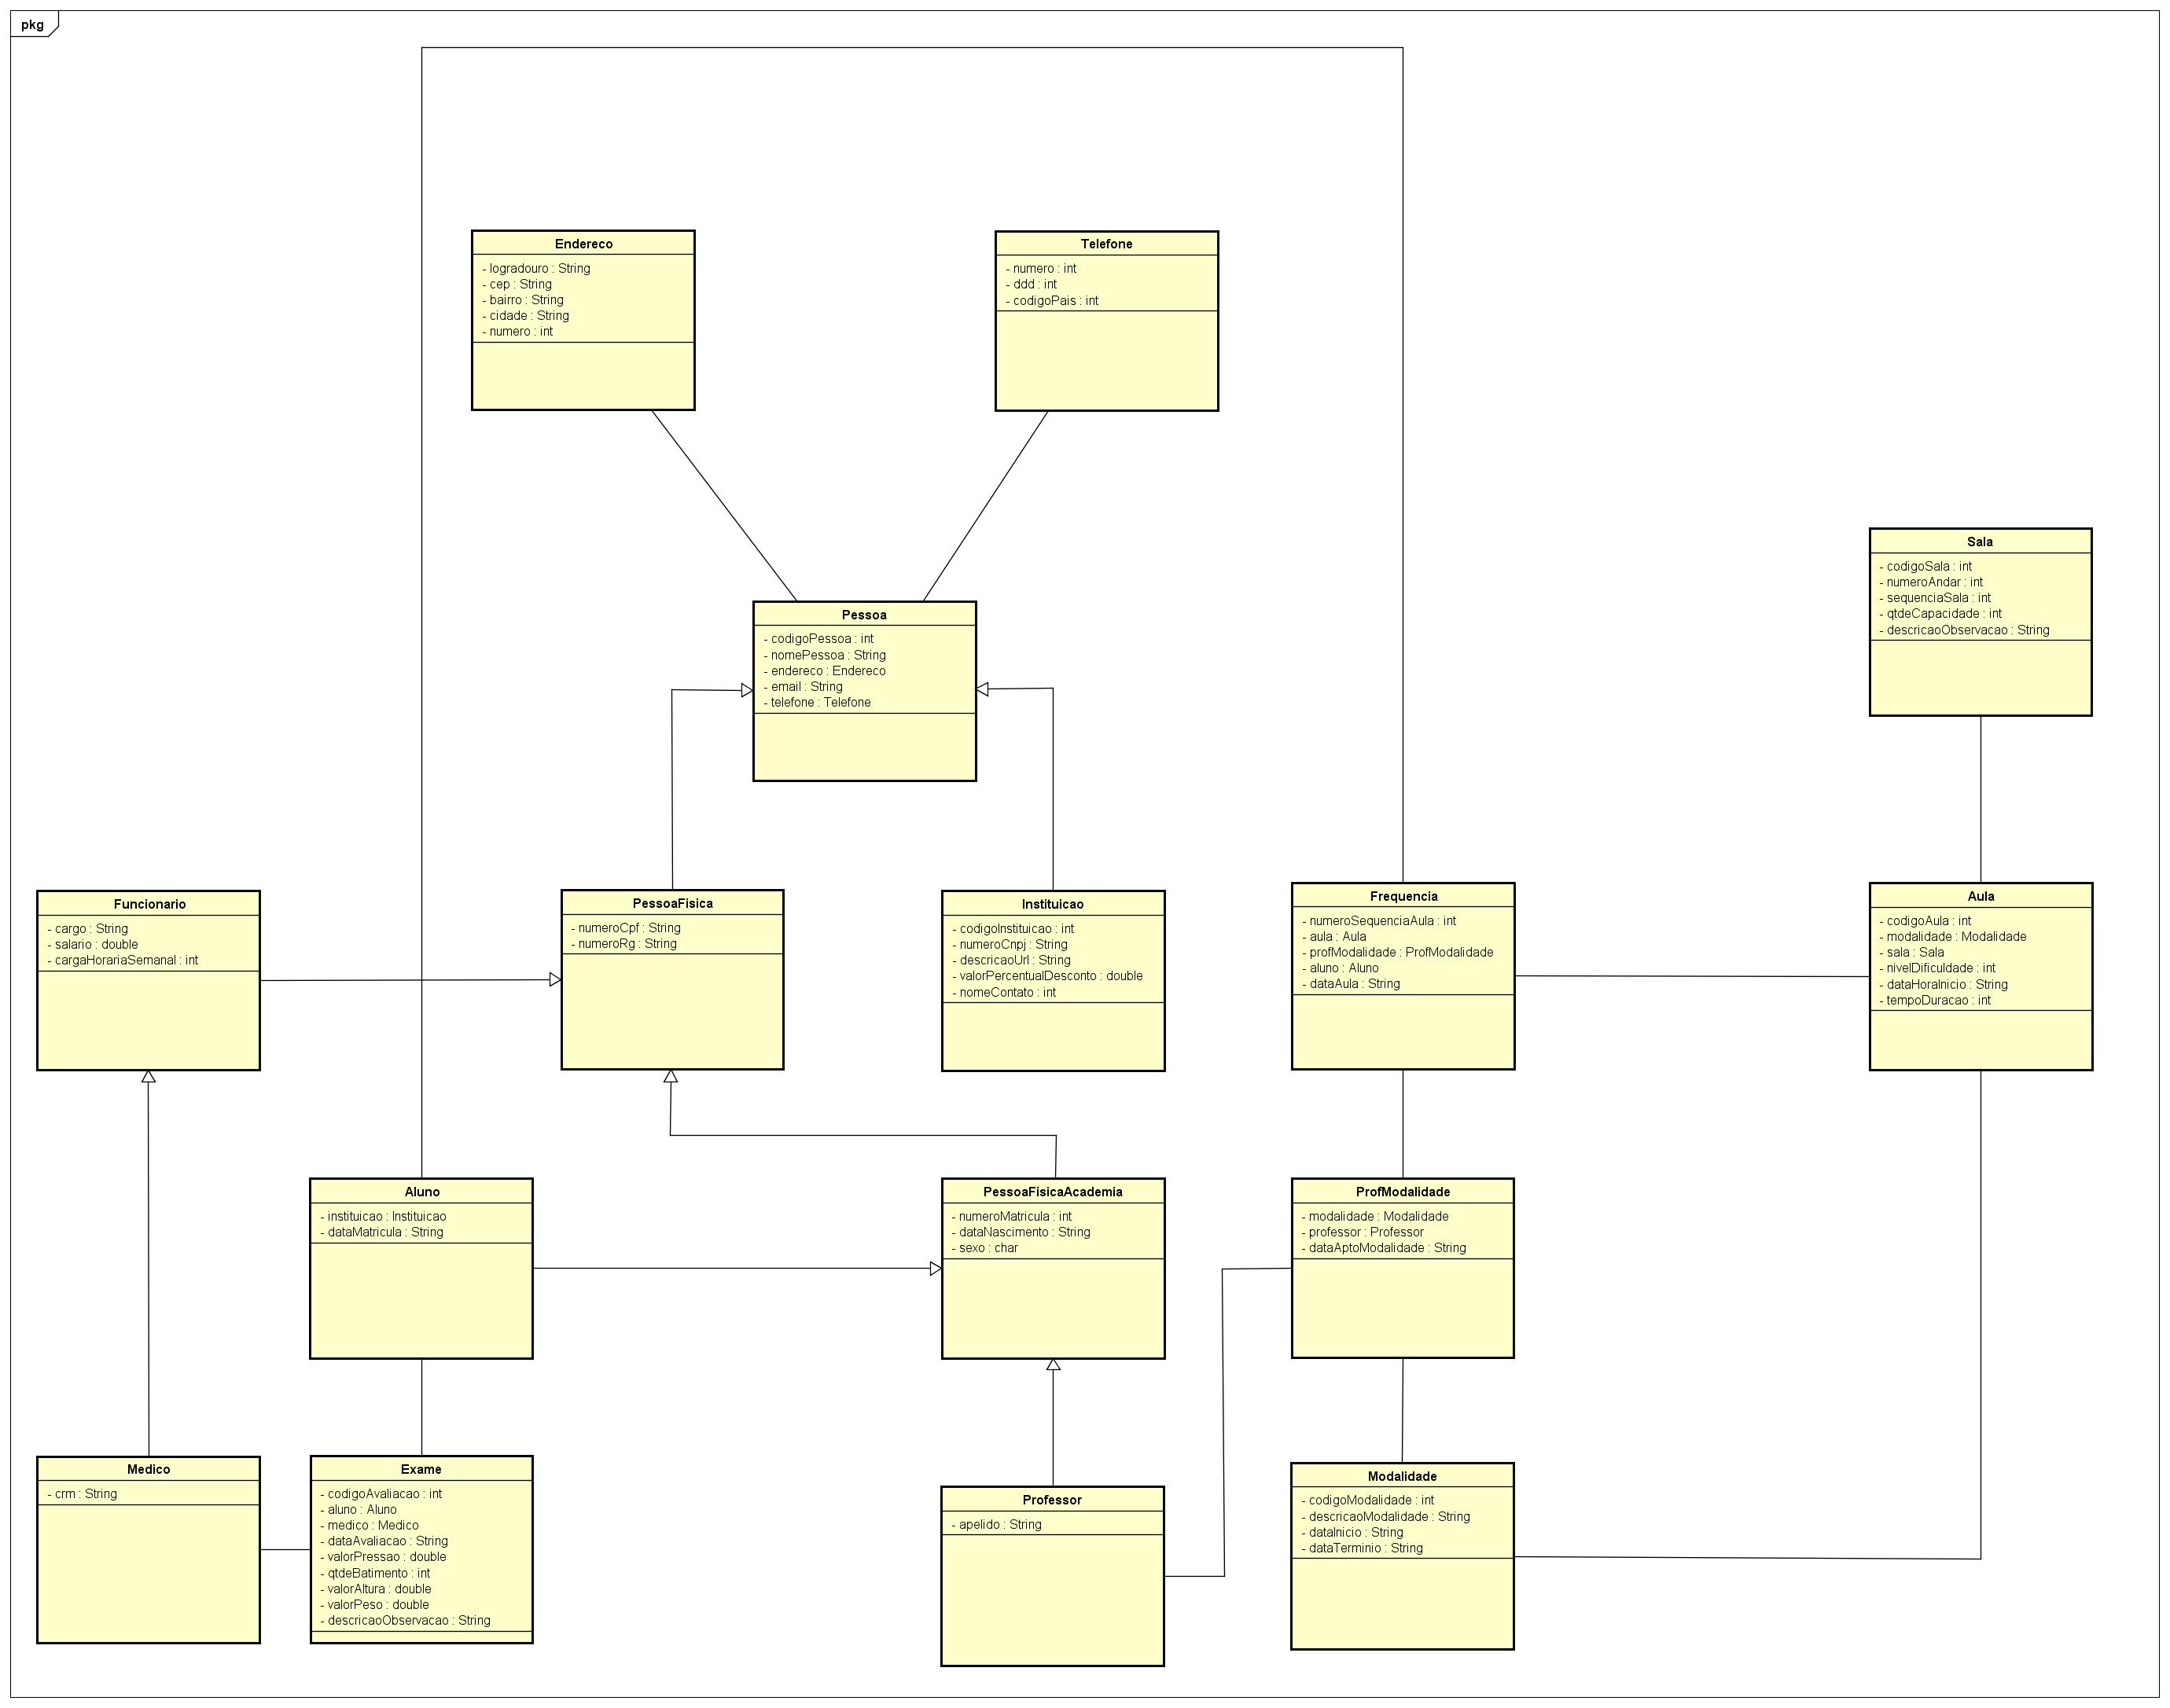 pkg
Endereco
- logradouro : String
- cep : String
- bairro : String
- cidade : String
- numero : int
Telefone
- numero : int
- ddd : int
- codigoPais : int
Sala
- codigoSala : int
- numeroAndar : int
- sequenciaSala : int
- qtdeCapacidade : int
- descricaoObservacao : String
Pessoa
- codigoPessoa : int
- nomePessoa : String
- endereco : Endereco
- email : String
- telefone : Telefone
Funcionario
- cargo : String
- salario : double
- cargaHorariaSemanal : int
PessoaFisica
- numeroCpf : String
- numeroRg : String
Instituicao
- codigoInstituicao : int
- numeroCnpj : String
- descricaoUrl : String
- valorPercentualDesconto : double
- nomeContato : int
Frequencia
- numeroSequenciaAula : int
- aula : Aula
- profModalidade : ProfModalidade
- aluno : Aluno
- dataAula : String
Aula
- codigoAula : int
- modalidade : Modalidade
- sala : Sala
- nivelDificuldade : int
- dataHoraInicio : String
- tempoDuracao : int
Aluno
- instituicao : Instituicao
- dataMatricula : String
PessoaFisicaAcademia
- numeroMatricula : int
- dataNascimento : String
- sexo : char
ProfModalidade
- modalidade : Modalidade
- professor : Professor
- dataAptoModalidade : String
Medico
- crm : String
Exame
- codigoAvaliacao : int
- aluno : Aluno
- medico : Medico
- dataAvaliacao : String
- valorPressao : double
- qtdeBatimento : int
- valorAltura : double
- valorPeso : double
- descricaoObservacao : String
Professor
- apelido : String
Modalidade
- codigoModalidade : int
- descricaoModalidade : String
- dataInicio : String
- dataTerminio : String